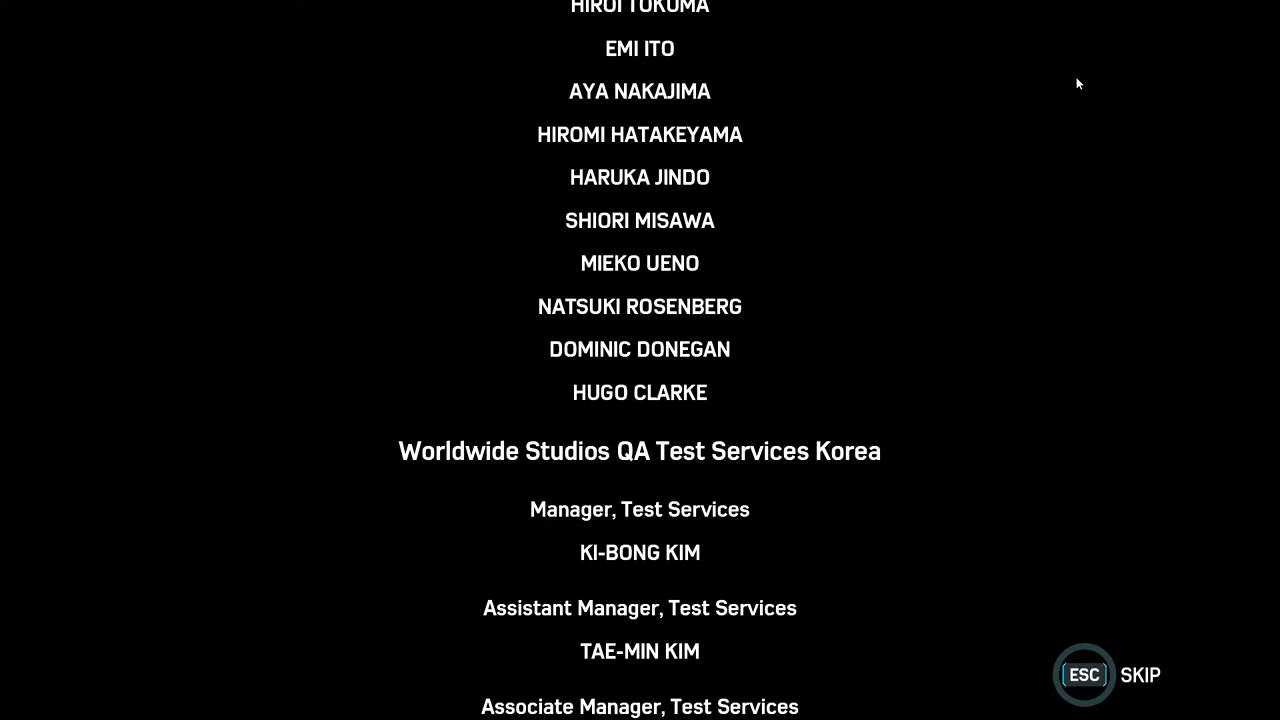 HIROI TOKUMA
EMI ITO
AYA NAKAJIMA
HIROMI HATAKEYAMA
HARUKA JINDO
SHIORI MISAWA
MIEKO UENO
NATSUKI ROSENBERG
DOMINIC DONEGAN
HUGO CLARKE
Worldwide Studios QA Test Services Korea
Manager, Test Services
KI-BONG KIM
Assistant Manager, Test Services
TAE-MIN KIM
ESC SKIP
Associate Manager, Test Services